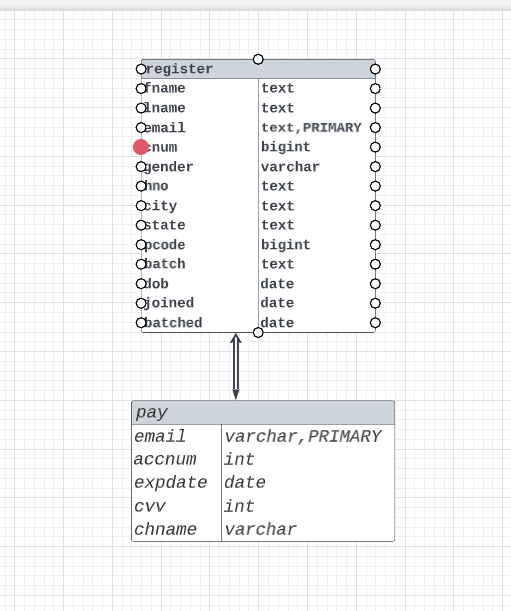 register
fname text
lname text
email text,PRIMARY
cnum bigint
gender varchar
hno text
city text
state text
pcode bigint
batch text
dob date
joined date
batched date
pay
email varchar,PRIMARY
accnum int
expdate date
cvv int
chname varchar